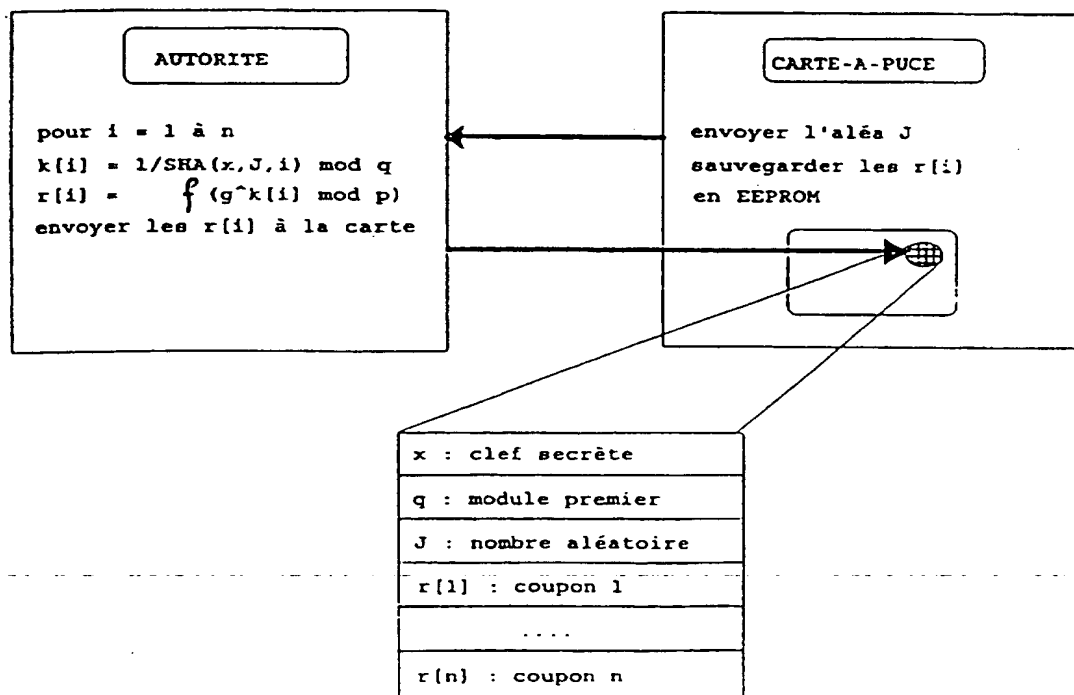 AUTORITE
pour i = 1 à n
k[i] = 1/SHA(x,J,i) mod q
r[i] = f (g^k[i] mod p)
envoyer les r[i] à la carte
CARTE-A-PUCE
envoyer l'aléa J
sauvegarder les r[i]
en EEPROM
x : clef secrète
q : module premier
J : nombre aléatoire
r[1] : coupon 1
....
r[n] : coupon n